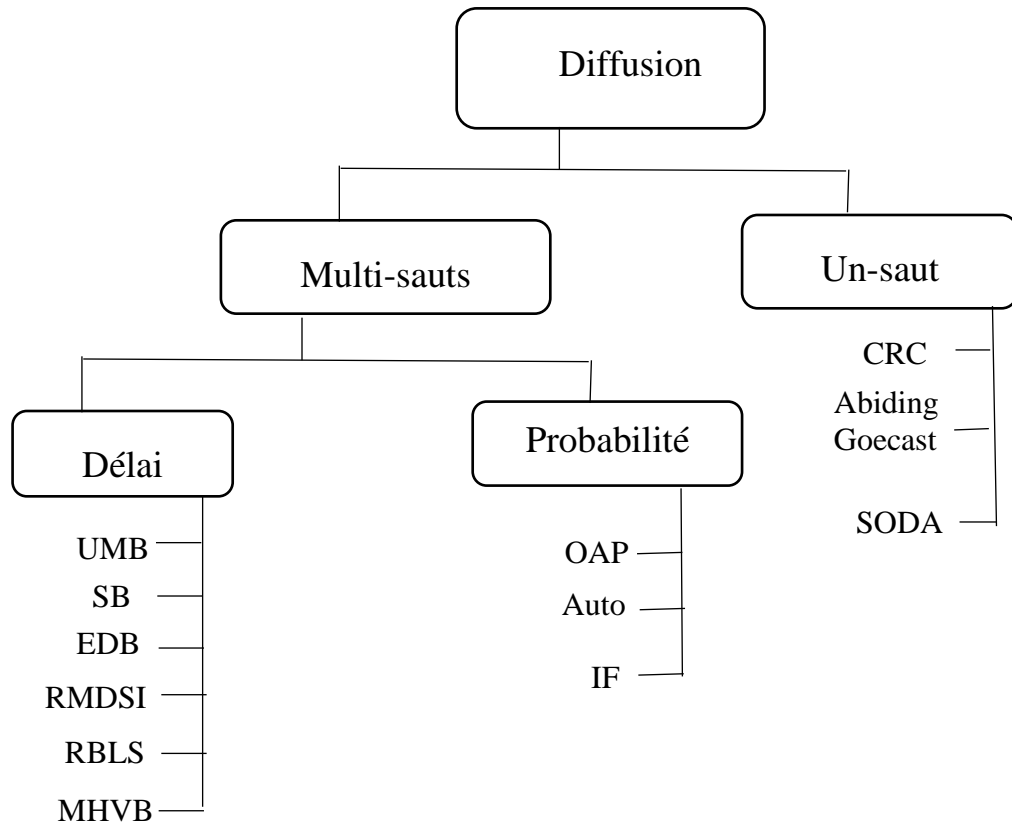 Diffusion
Multi-sauts
Un-saut
Délai
Probabilité
UMB
SB
EDB
RMDSI
RBLS
MHVB
OAP
Auto
IF
CRC
Abiding
Goecast
SODA